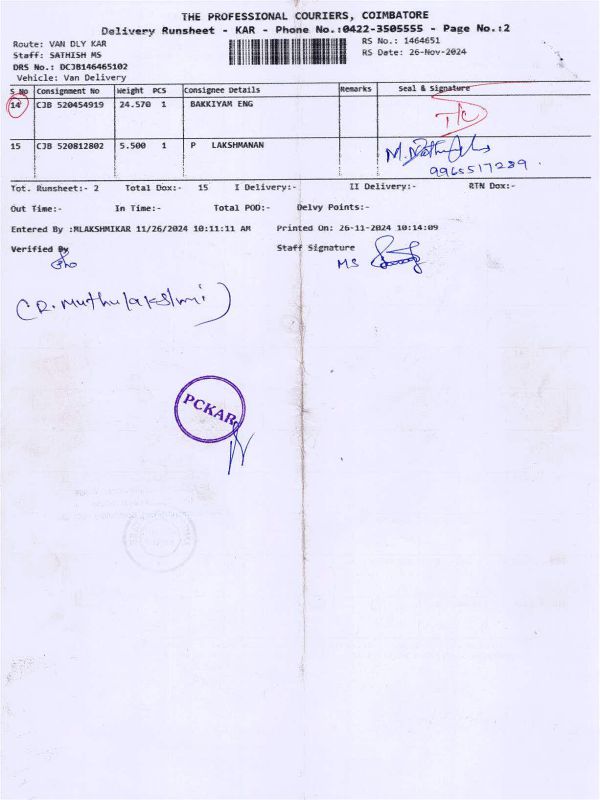 THE PROFESSIONAL COURIERS, COIMBATORE
Delivery Runsheet - KAR - Phone No.:0422-3505555 - Page No.:2
Route: VAN DLY KAR RS No.: 1464651
Staff: SATHISH MS RS Date: 26-Nov-2024
DRS No.: DCJB146465102
Vehicle: Van Delivery
S No Consignment No Weight PCS Consignee Details Remarks Seal & Signature
14 CJB 520454919 24.570 1 BAKKIYAM ENG
15 CJB 520812802 5.500 1 P LAKSHMANAN
9965517289
Tot. Runsheet:- 2 Total Dox:- 15 I Delivery:- II Delivery:- RTN Dox:-
Out Time:- In Time:- Total POD:- Delvy Points:-
Entered By :MLAKSHMIKAR 11/26/2024 10:11:11 AM Printed On: 26-11-2024 10:14:09
Verified By Staff Signature
MS
(R. Muthulakshmi)
PCKAR